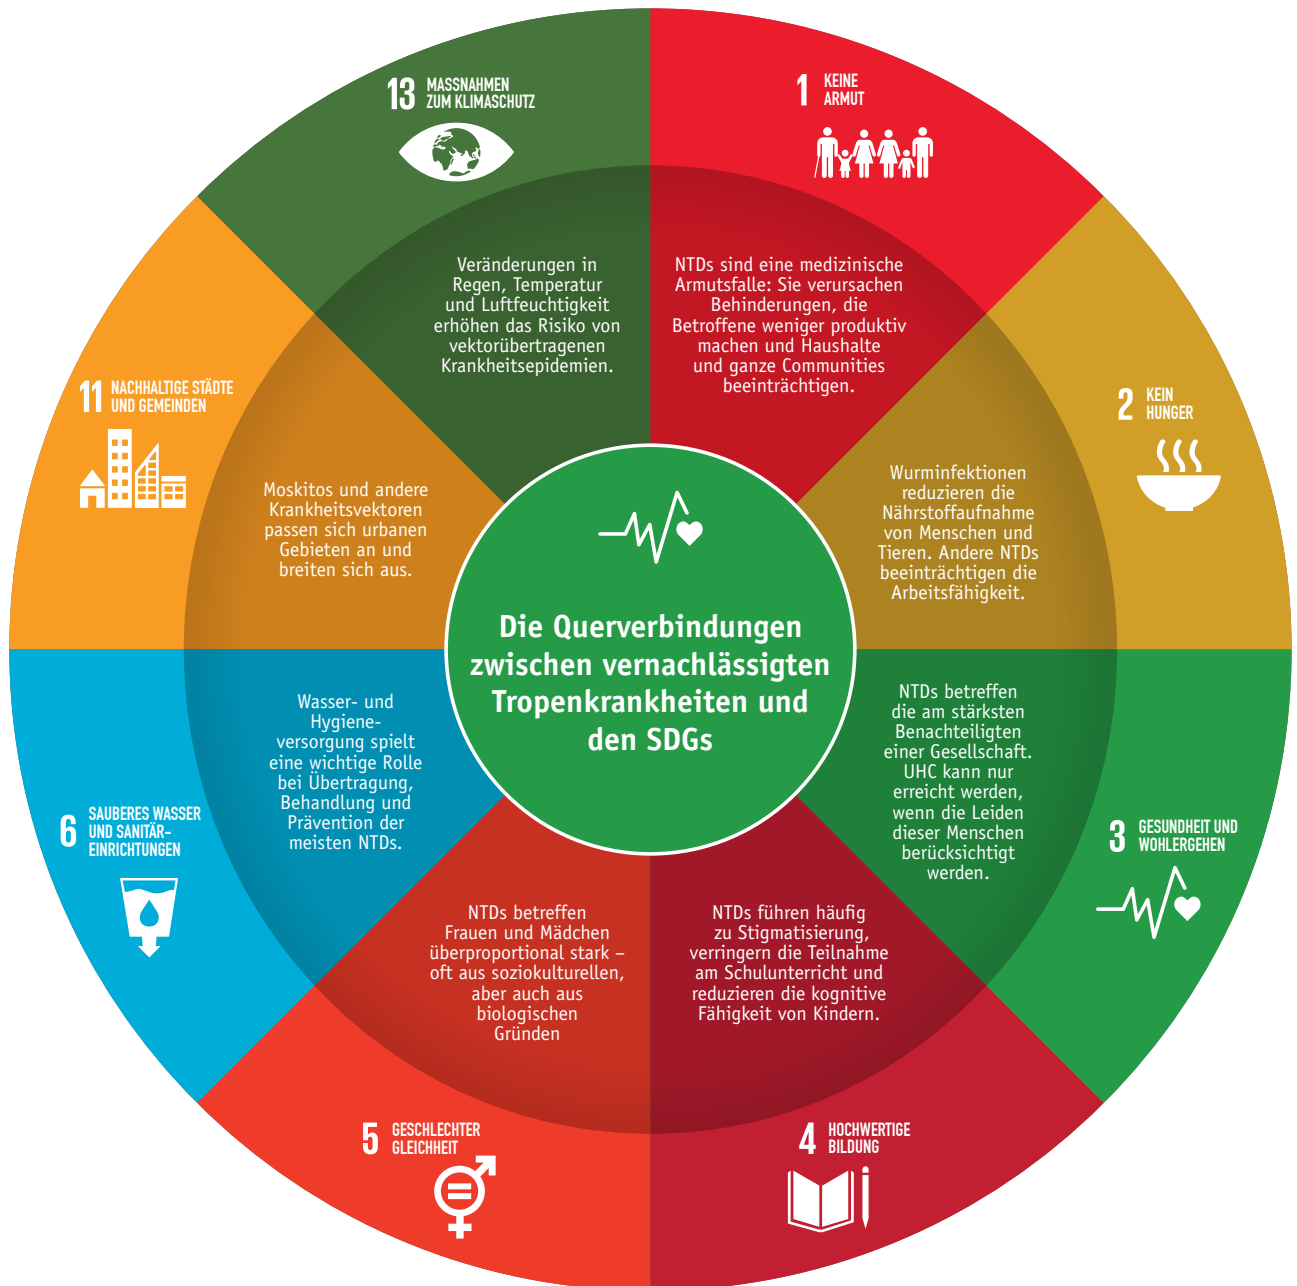 Die Querverbindungen
zwischen vernachlässigten
Tropenkrankheiten und
den SDGs
1 KEINE
ARMUT
NTDs sind eine medizinische
Armutsfalle: Sie verursachen
Behinderungen, die
Betroffene weniger produktiv
machen und Haushalte
und ganze Communities
beeinträchtigen.
2 KEIN
HUNGER
Wurminfektionen
reduzieren die
Nährstoffaufnahme
von Menschen und
Tieren. Andere NTDs
beeinträchtigen die
Arbeitsfähigkeit.
3 GESUNDHEIT UND
WOHLERGEHEN
NTDs betreffen
die am stärksten
Benachteiligten
einer Gesellschaft.
UHC kann nur
erreicht werden,
wenn die Leiden
dieser Menschen
berücksichtigt
werden.
4 HOCHWERTIGE
BILDUNG
NTDs führen häufig
zu Stigmatisierung,
verringern die Teilnahme
am Schulunterricht und
reduzieren die kognitive
Fähigkeit von Kindern.
5 GESCHLECHTER
GLEICHHEIT
NTDs betreffen
Frauen und Mädchen
überproportional stark –
oft aus soziokulturellen,
aber auch aus
biologischen
Gründen
6 SAUBERES WASSER
UND SANITÄR-
EINRICHTUNGEN
Wasser- und
Hygiene-
versorgung spielt
eine wichtige Rolle
bei Übertragung,
Behandlung und
Prävention der
meisten NTDs.
11 NACHHALTIGE STÄDTE
UND GEMEINDEN
Moskitos und andere
Krankheitsvektoren
passen sich urbanen
Gebieten an und
breiten sich aus.
13 MASSNAHMEN
ZUM KLIMASCHUTZ
Veränderungen in
Regen, Temperatur
und Luftfeuchtigkeit
erhöhen das Risiko von
vektorübertragenen
Krankheitsepidemien.